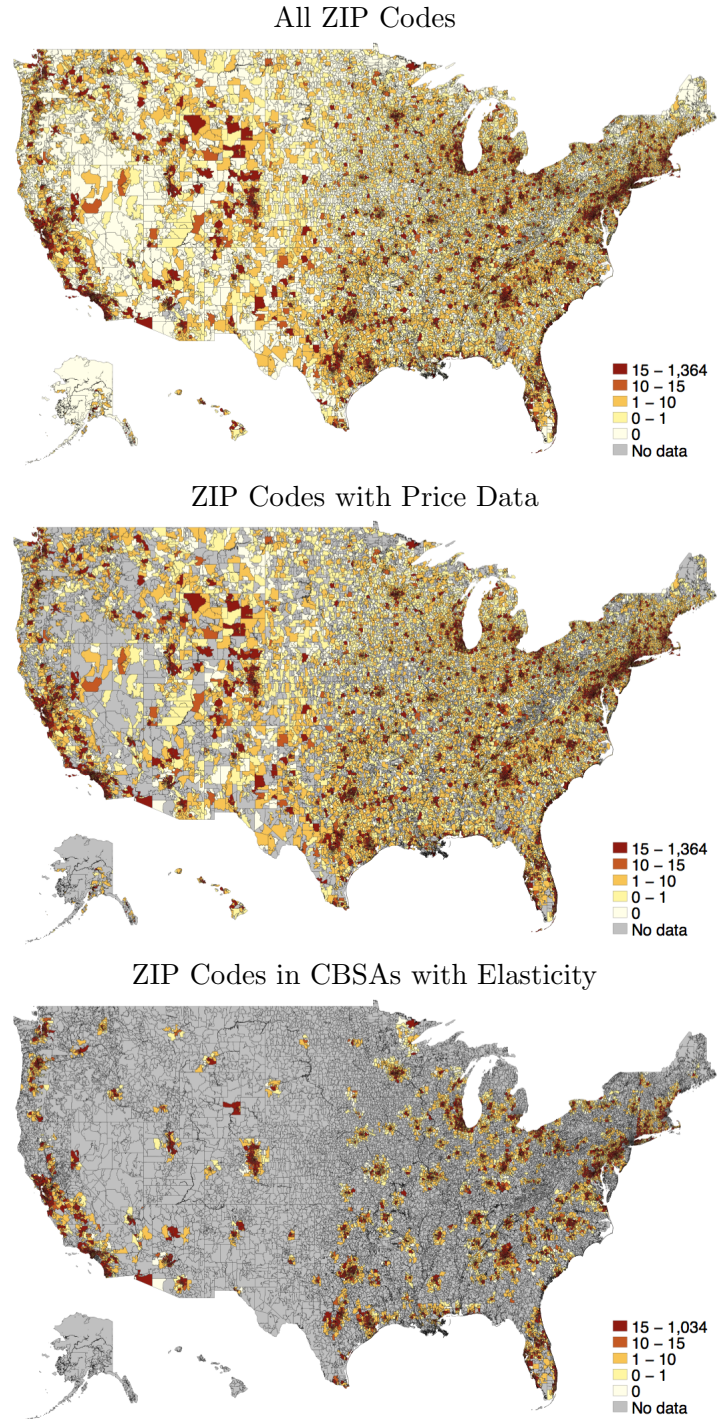 All ZIP Codes
15 – 1,364
10 – 15
1 – 10
0 – 1
0
No data
ZIP Codes with Price Data
15 – 1,364
10 – 15
1 – 10
0 – 1
0
No data
ZIP Codes in CBSAs with Elasticity
15 – 1,034
10 – 15
1 – 10
0 – 1
0
No data